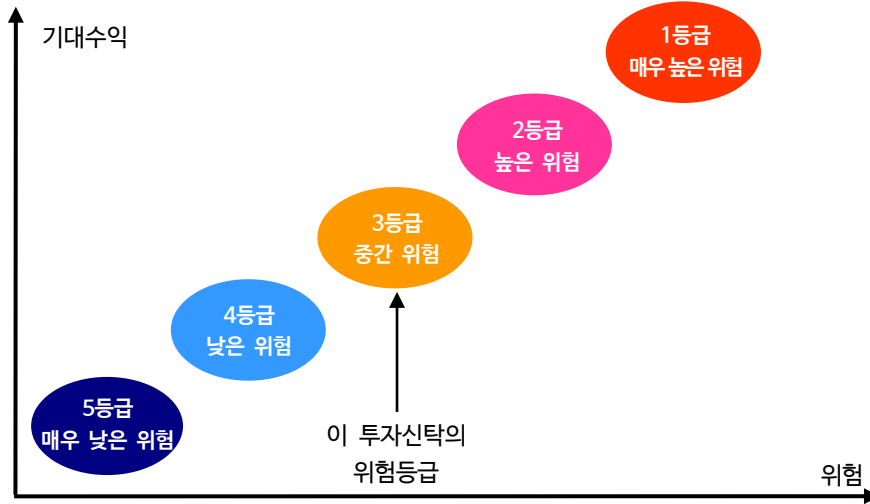 기대수익
1등급
매우 높은 위험
2등급
높은 위험
3등급
중간 위험
4등급
낮은 위험
5등급
매우 낮은 위험
이 투자신탁의
위험등급
위험